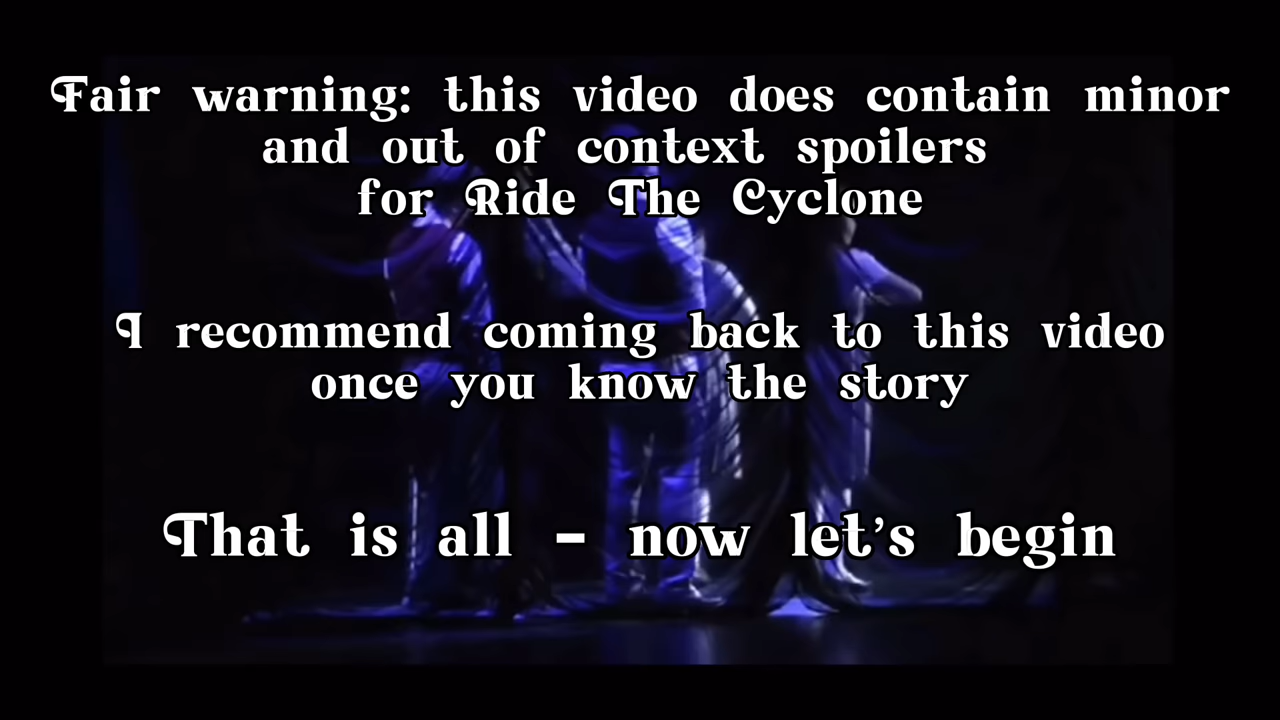 Fair warning: this video does contain minor
and out of context spoilers
for Ride The Cyclone
I recommend coming back to this video
once you know the story
That is all - now let's begin